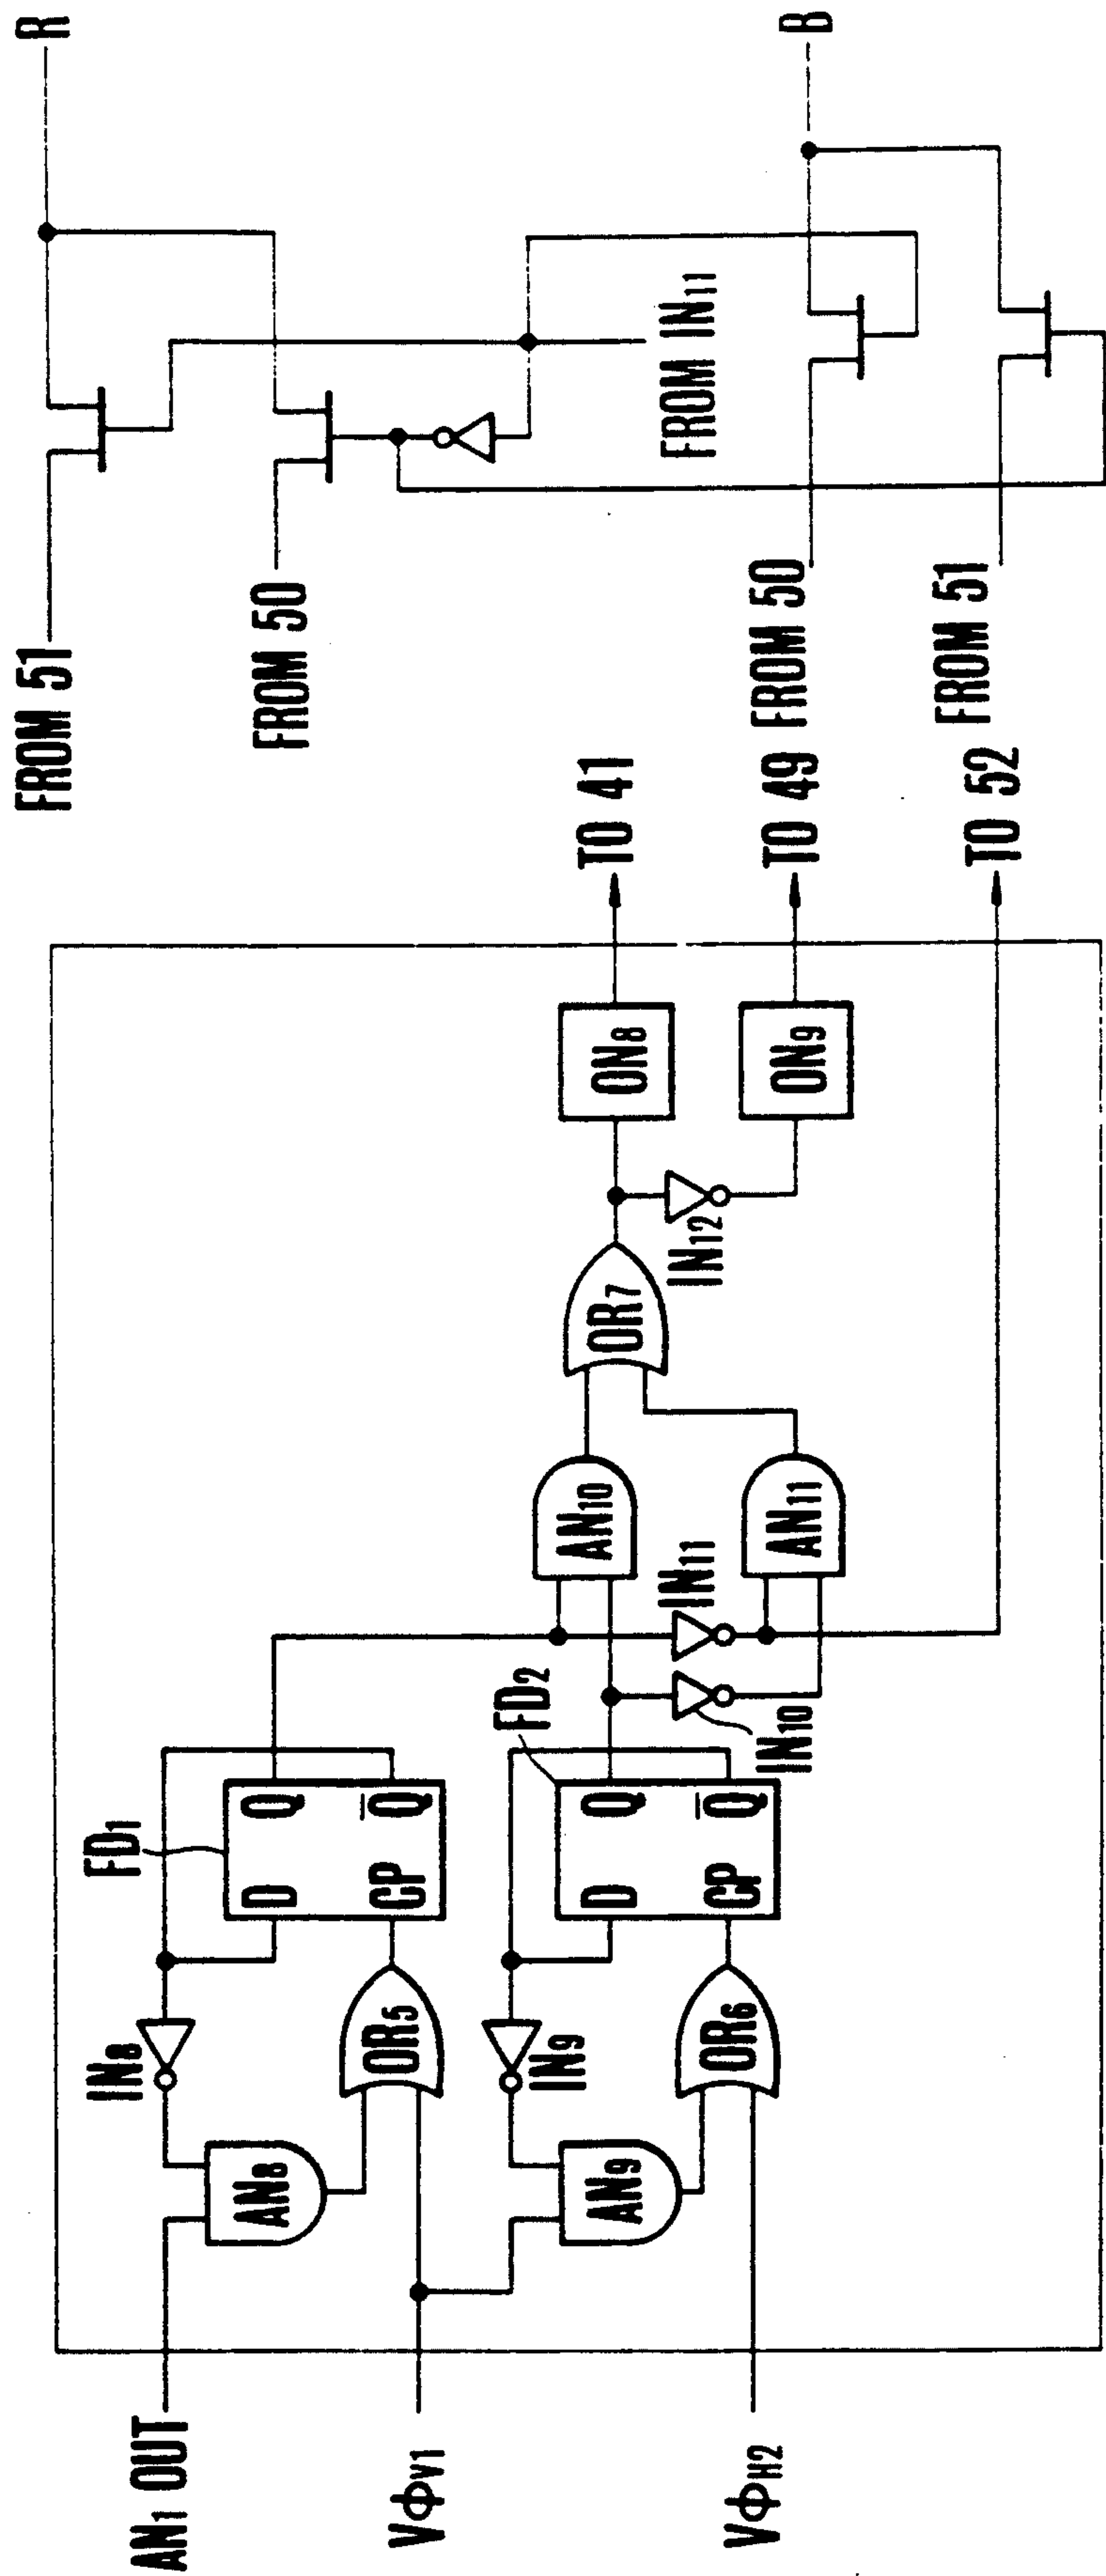 AN₁ OUT
VΦV1
VΦH2
AN₈
IN₈
OR₅
FD₁
D
Q
CP
Q̅
AN₉
IN₉
OR₆
FD₂
D
Q
CP
Q̅
IN₁₀
IN₁₁
AN₁₀
AN₁₁
OR₇
IN₁₂
ON₈
ON₉
TO 41
TO 49
TO 52
FROM 51
FROM 50
FROM IN₁₁
FROM 50
FROM 51
R
B